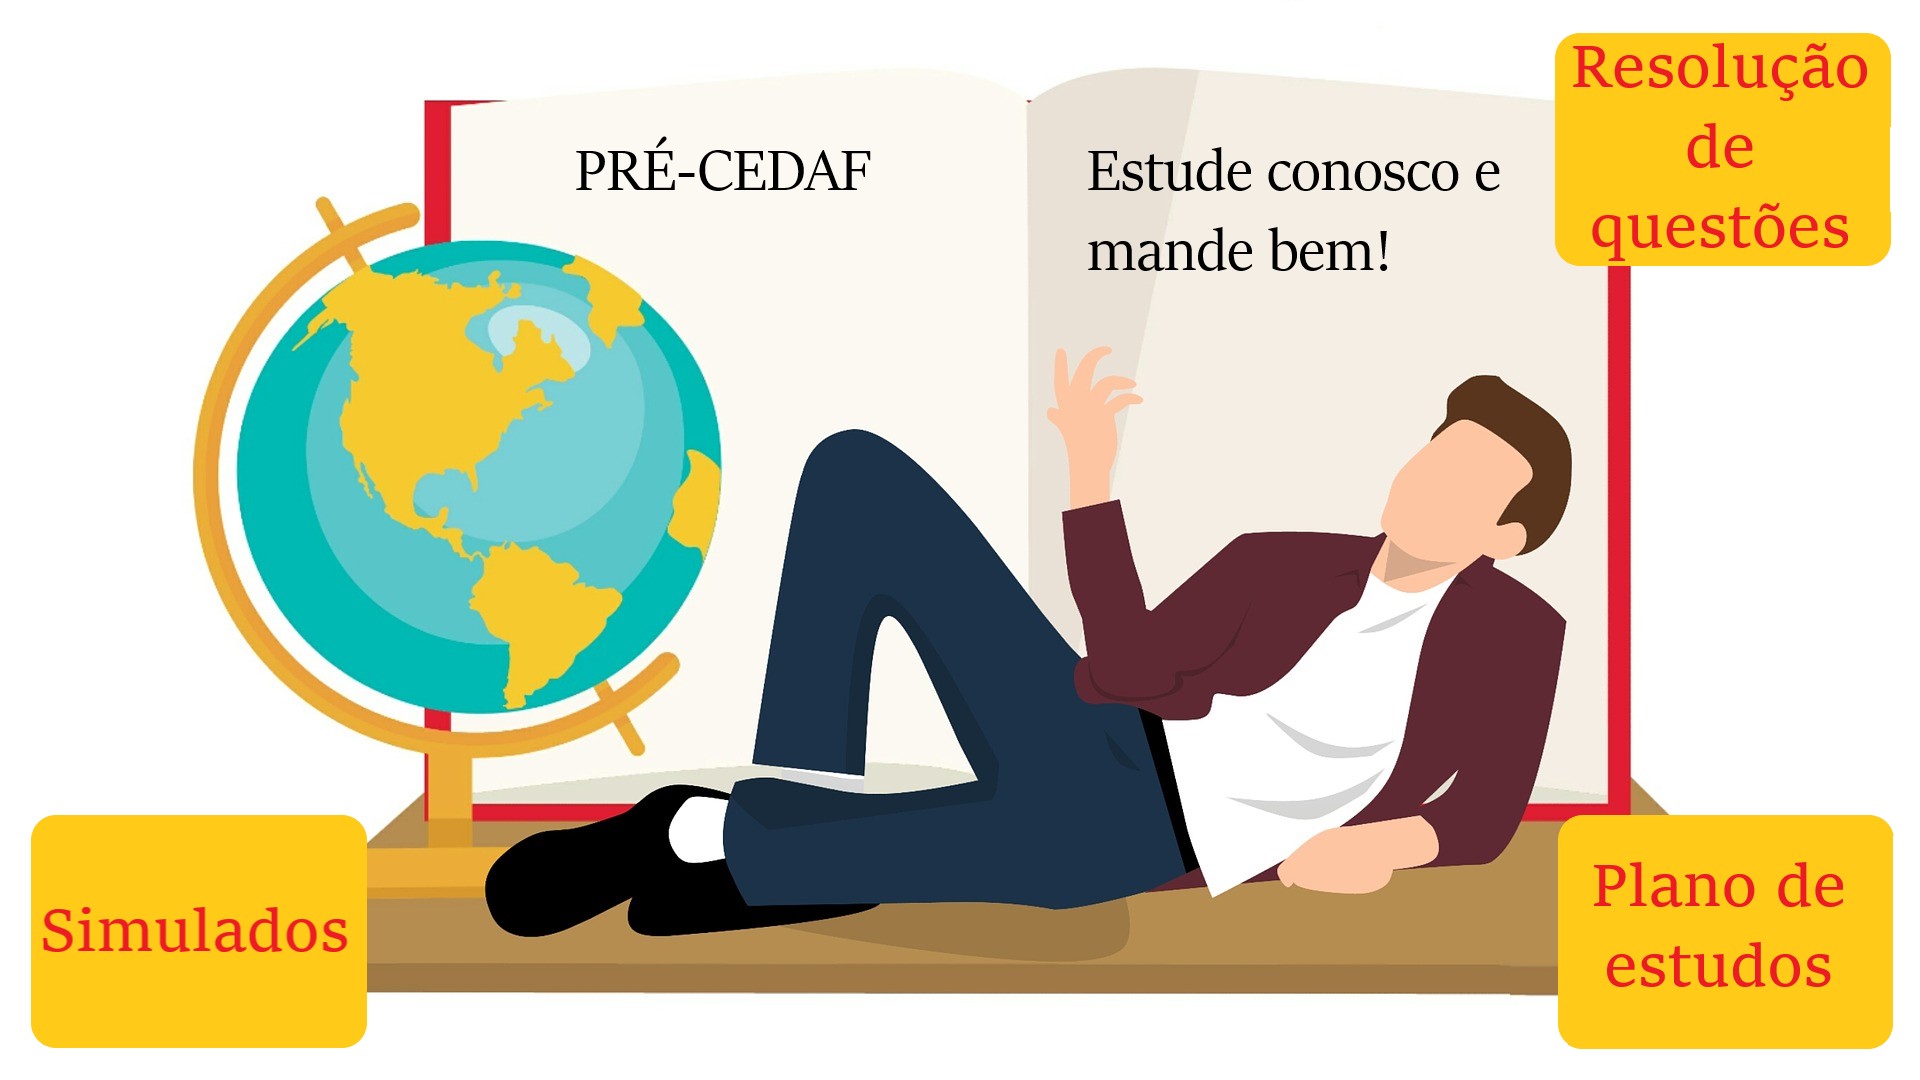 PRÉ-CEDAF
Estude conosco e
mande bem!
Resolução
de
questões
Simulados
Plano de
estudos